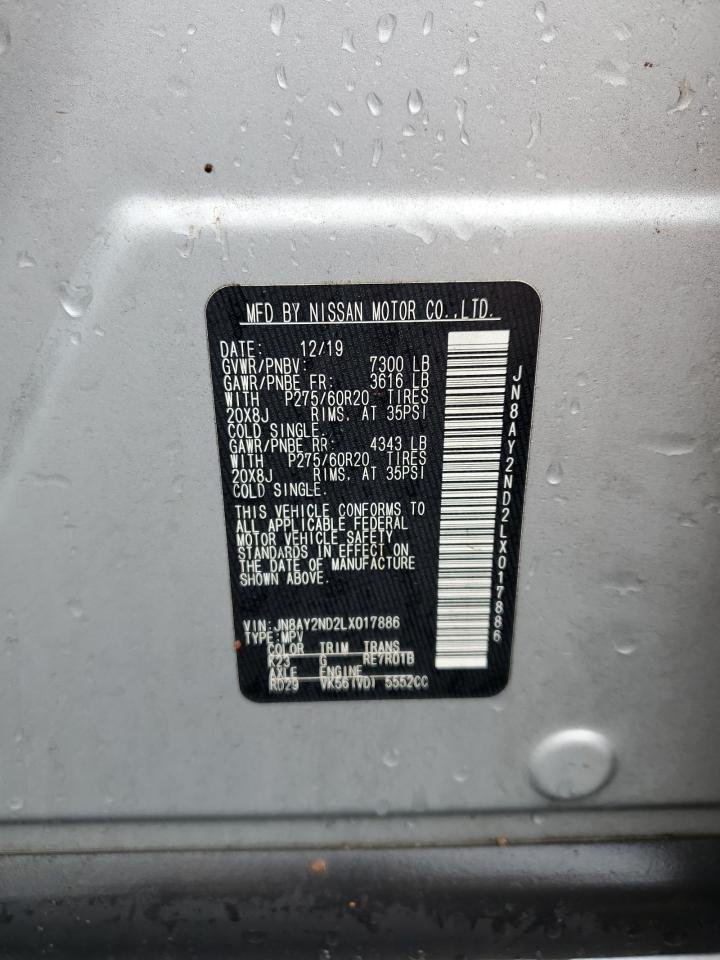 MFD BY NISSAN MOTOR CO.,LTD.
DATE: 12/19
GVWR/PNBV: 7300 LB
GAWR/PNBE FR: 3616 LB
WITH P275/60R20 TIRES
20X8J RIMS. AT 35PSI
COLD SINGLE.
GAWR/PNBE RR: 4343 LB
WITH P275/60R20 TIRES
20X8J RIMS. AT 35PSI
COLD SINGLE.
THIS VEHICLE CONFORMS TO
ALL APPLICABLE FEDERAL
MOTOR VEHICLE SAFETY
STANDARDS IN EFFECT ON
THE DATE OF MANUFACTURE
SHOWN ABOVE.
VIN:JN8AY2ND2LX017886
TYPE:MPV
COLOR TRIM TRANS
K23 G RE7R01B
AXLE ENGINE
RD29 VK56(VD) 5552CC
JN8AY2ND2LX017886